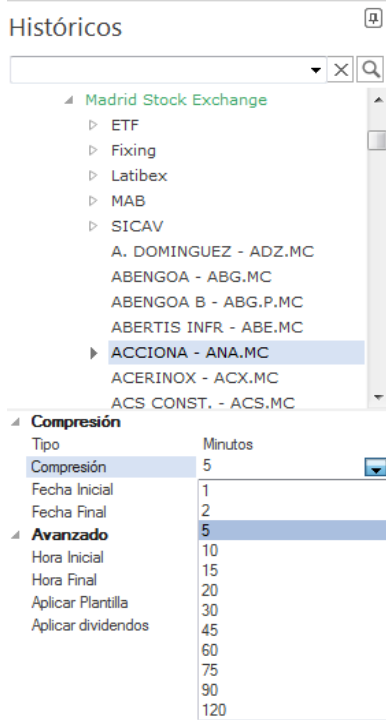 Históricos
Madrid Stock Exchange
ETF
Fixing
Latibex
MAB
SICAV
A. DOMINGUEZ - ADZ.MC
ABENGOA - ABG.MC
ABENGOA B - ABG.P.MC
ABERTIS INFR - ABE.MC
ACCIONA - ANA.MC
ACERINOX - ACX.MC
ACS CONST. - ACS.MC
Compresión
Tipo Minutos
Compresión 5
Fecha Inicial 1
Fecha Final 2
Avanzado 5
Hora Inicial 10
Hora Final 15
Aplicar Plantilla 20
Aplicar dividendos 30
45
60
75
90
120